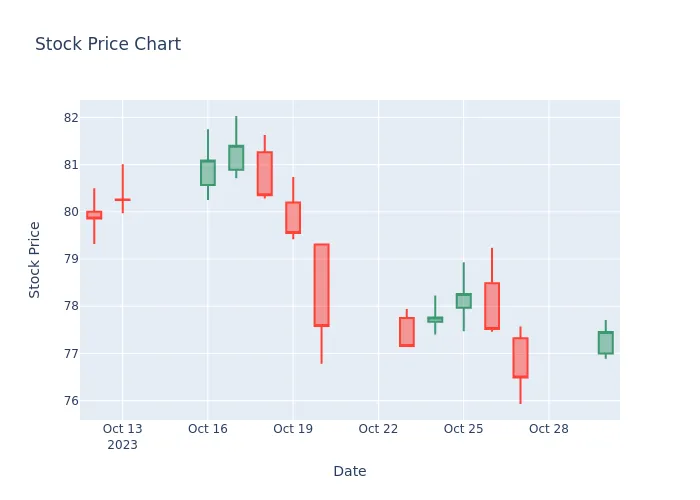 Stock Price Chart
82
81
80
79
78
77
76
Stock Price
Oct 13
2023
Oct 16
Oct 19
Oct 22
Oct 25
Oct 28
Date